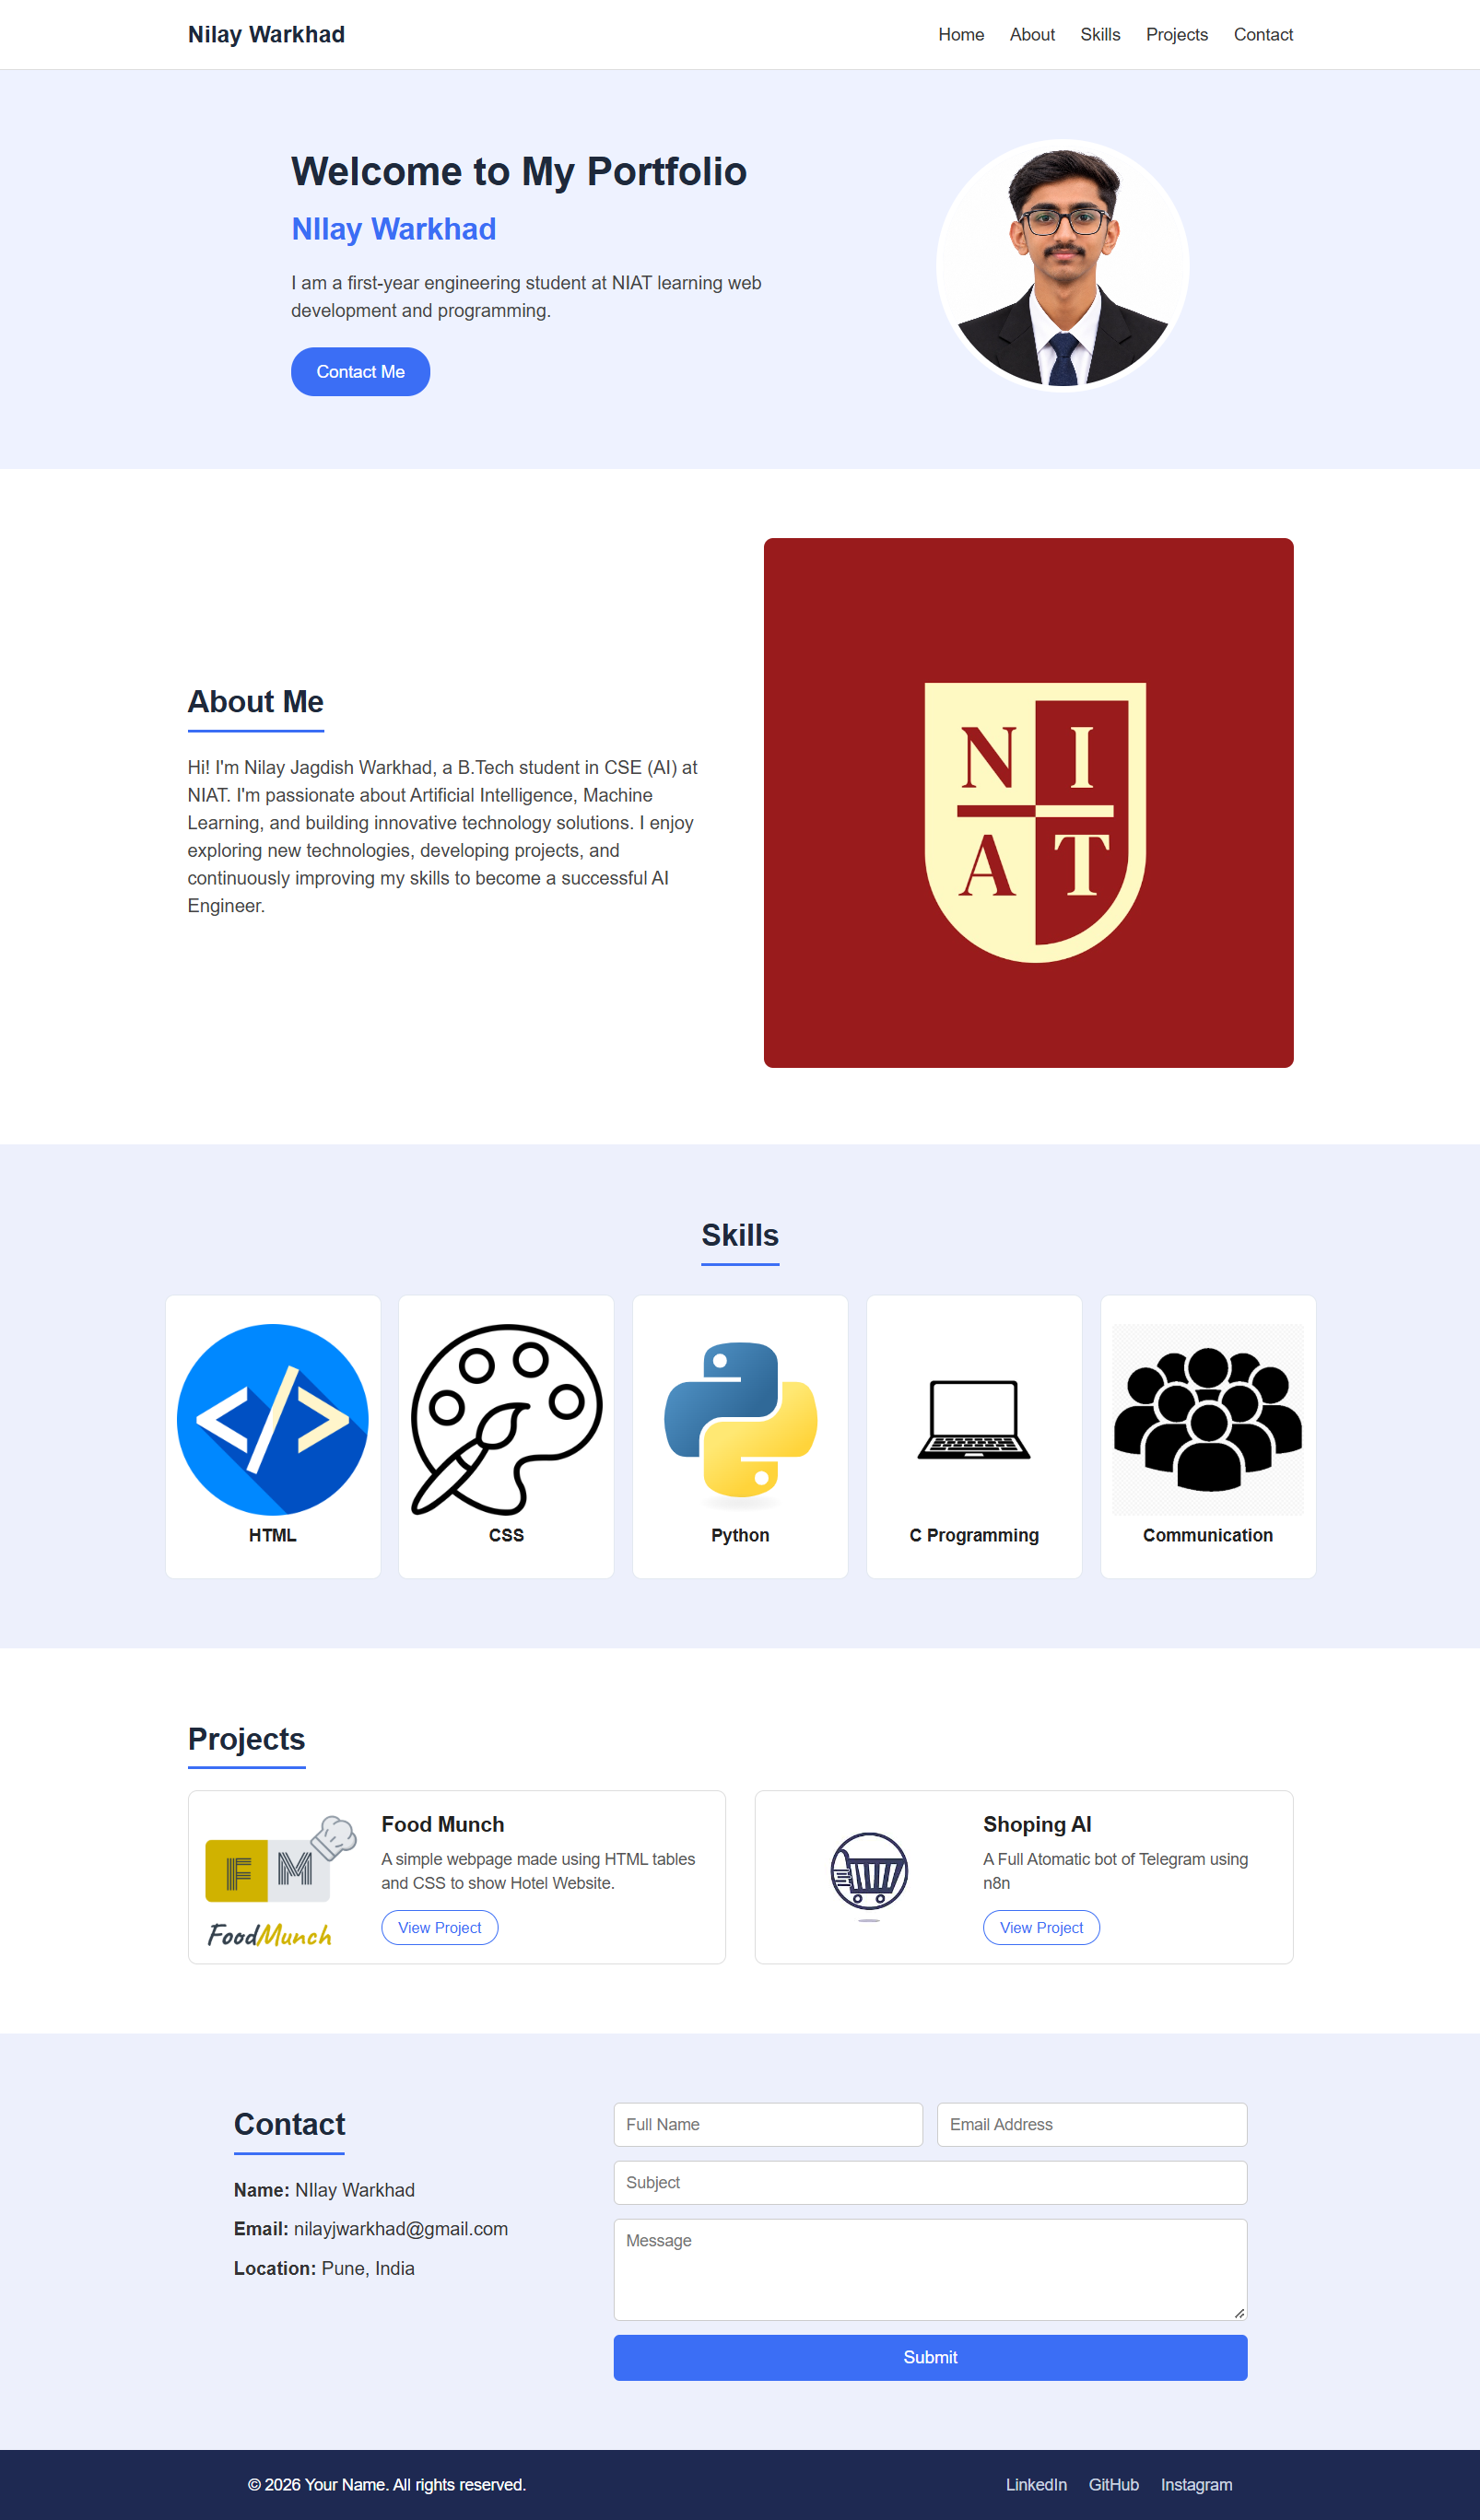 Nilay Warkhad
Home About Skills Projects Contact
Welcome to My Portfolio
NIlay Warkhad
I am a first-year engineering student at NIAT learning web
development and programming.
Contact Me
About Me
Hi! I'm Nilay Jagdish Warkhad, a B.Tech student in CSE (AI) at
NIAT. I'm passionate about Artificial Intelligence, Machine
Learning, and building innovative technology solutions. I enjoy
exploring new technologies, developing projects, and
continuously improving my skills to become a successful AI
Engineer.
N I
A T
Skills
</>
HTML
CSS
Python
C Programming
Communication
Projects
F M
FoodMunch
Food Munch
A simple webpage made using HTML tables
and CSS to show Hotel Website.
View Project
Shoping AI
A Full Atomatic bot of Telegram using
n8n
View Project
Contact
Name: NIlay Warkhad
Email: nilayjwarkhad@gmail.com
Location: Pune, India
Full Name
Email Address
Subject
Message
Submit
© 2026 Your Name. All rights reserved.
LinkedIn GitHub Instagram